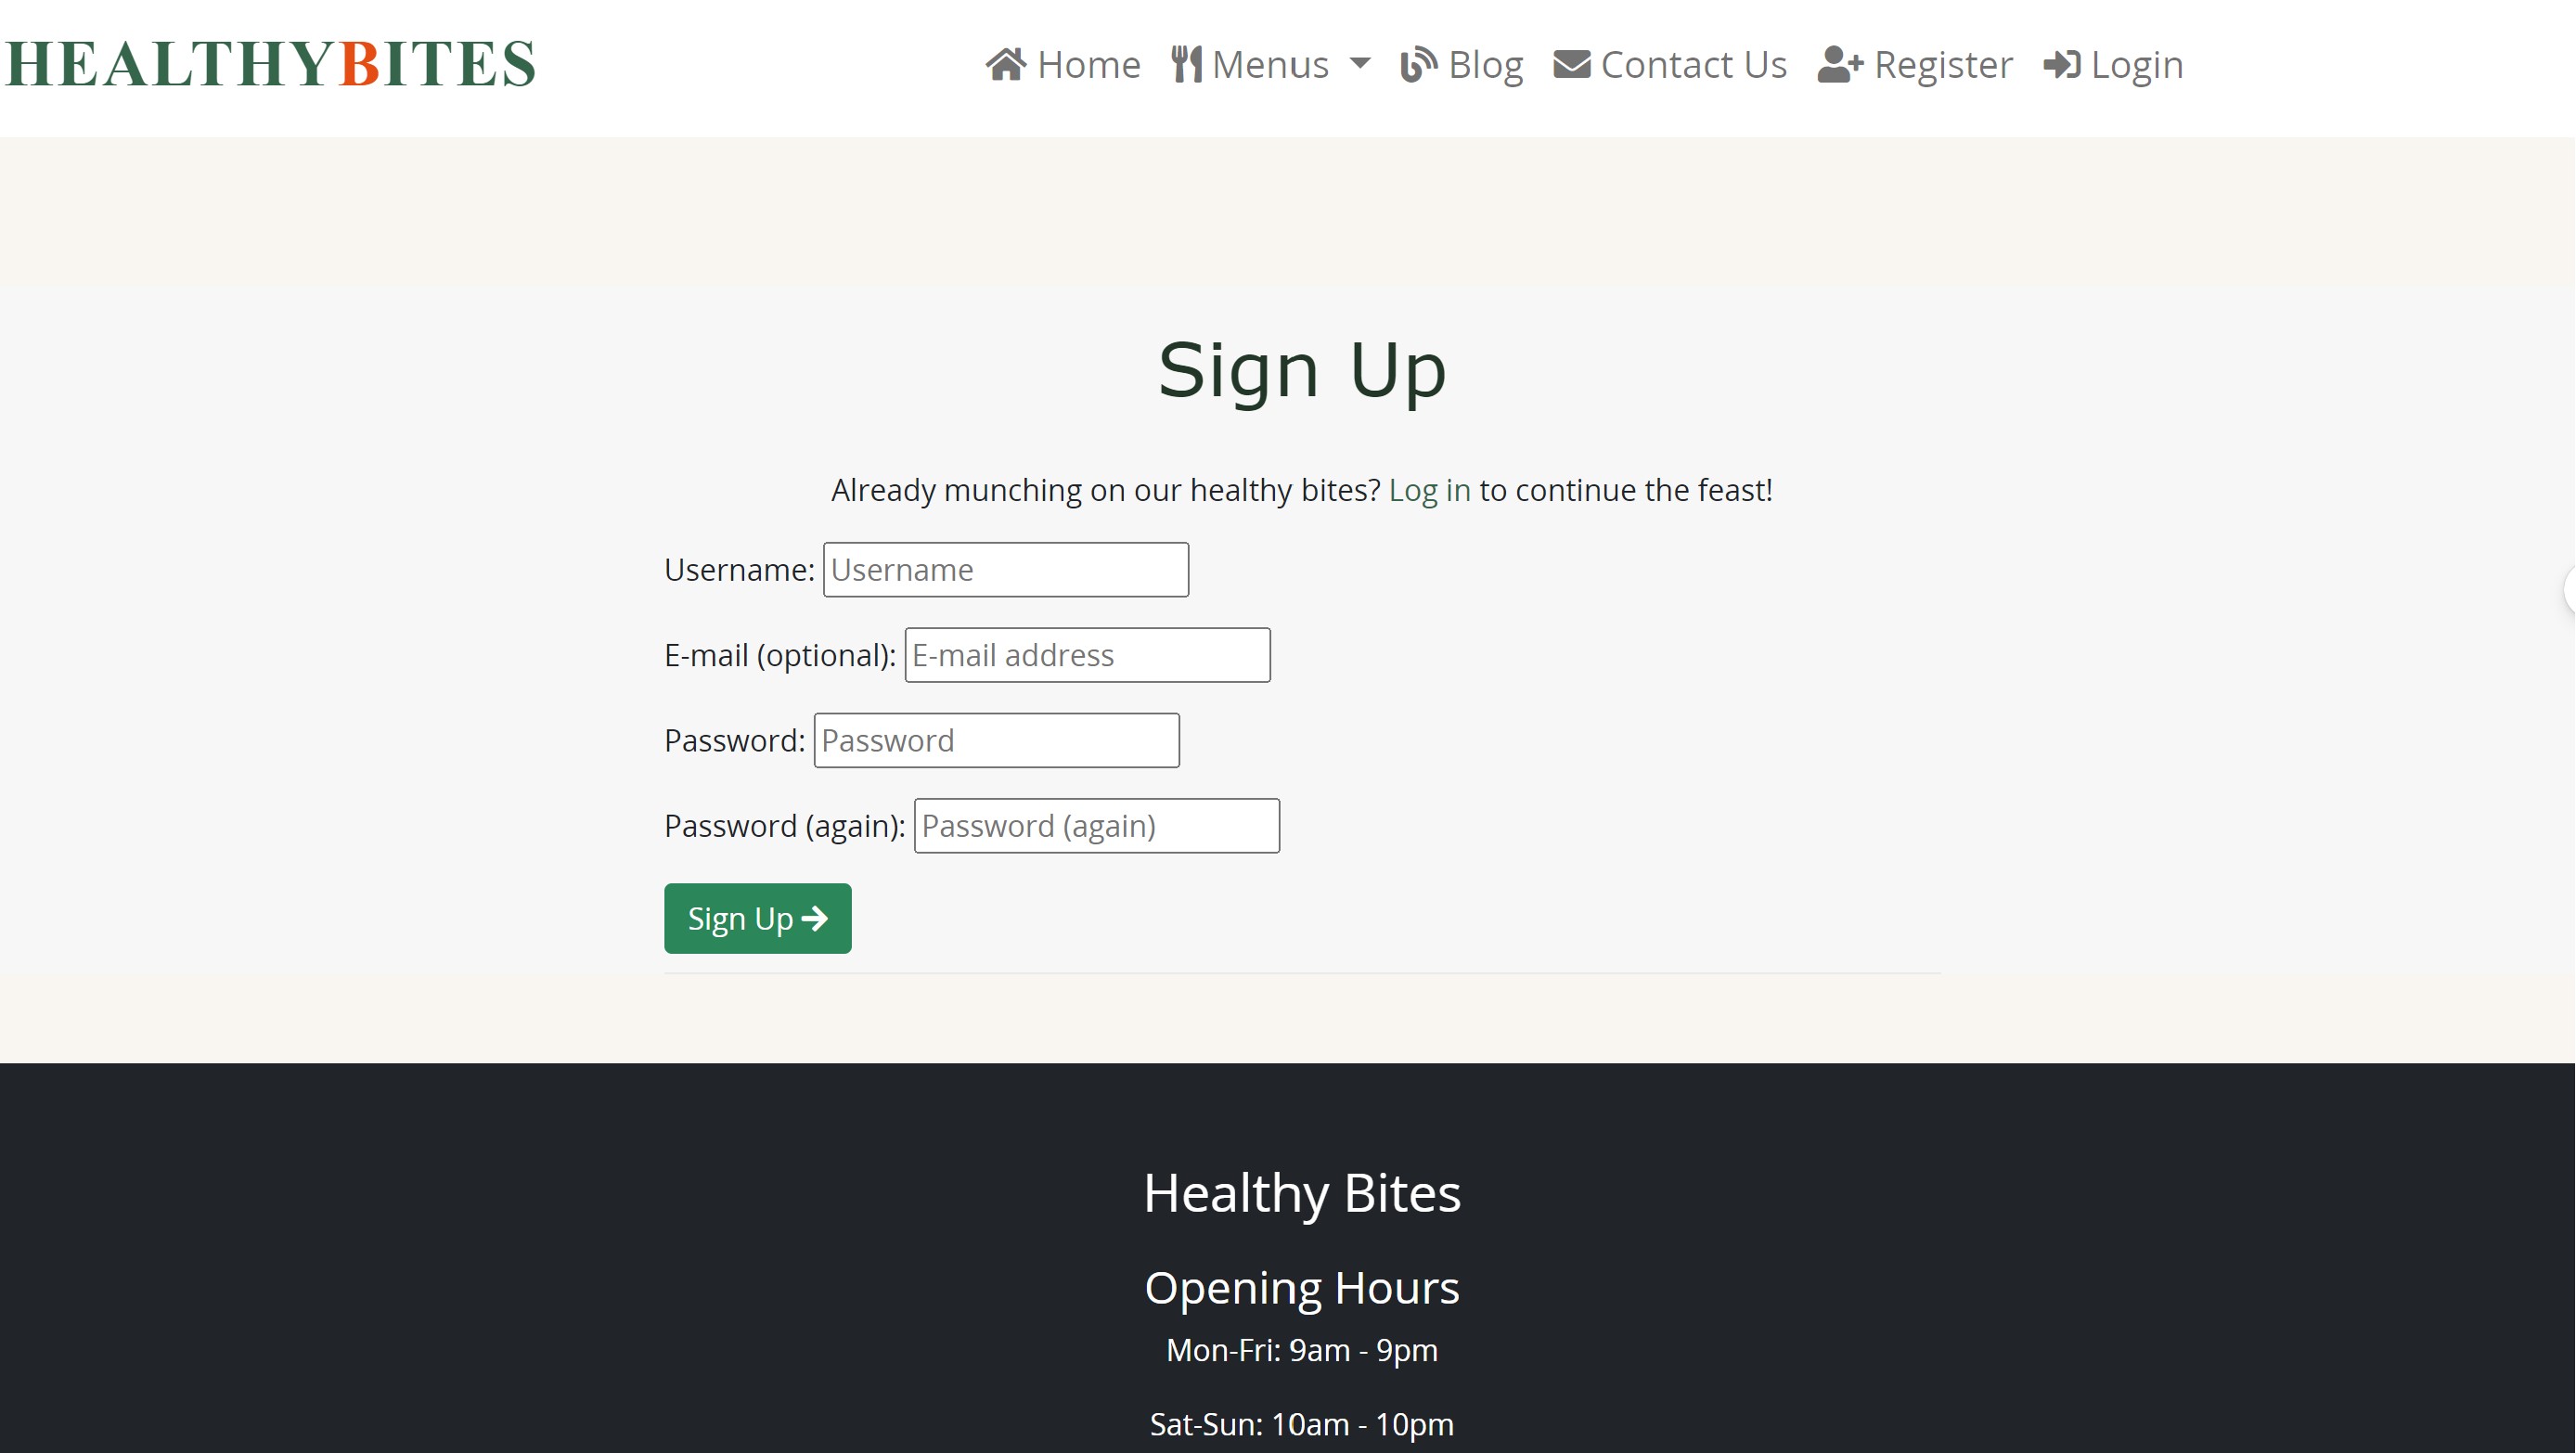 HEALTHYBITES
Home Menus Blog Contact Us Register Login
Sign Up
Already munching on our healthy bites? Log in to continue the feast!
Username: Username
E-mail (optional): E-mail address
Password: Password
Password (again): Password (again)
Sign Up
Healthy Bites
Opening Hours
Mon-Fri: 9am - 9pm
Sat-Sun: 10am - 10pm